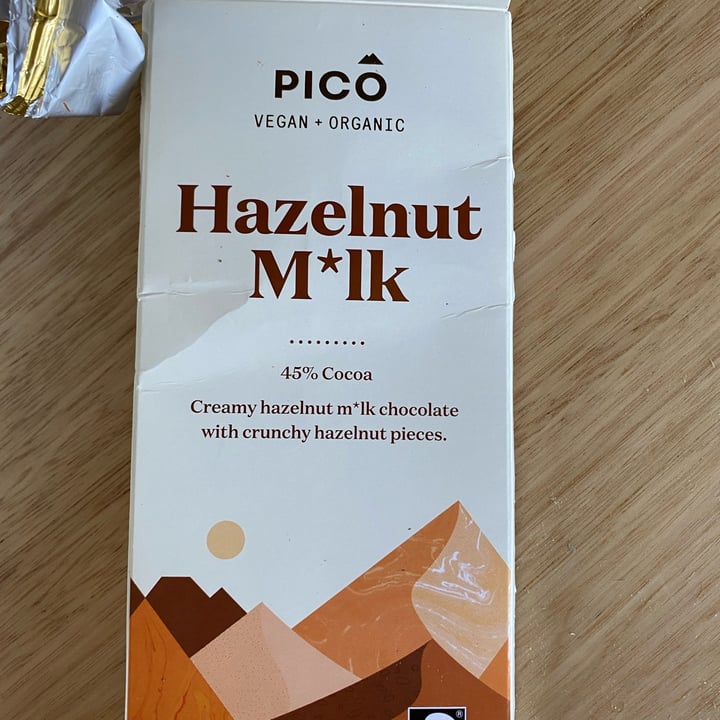 PICO
VEGAN + ORGANIC
Hazelnut
M*lk
45% Cocoa
Creamy hazelnut m*lk chocolate
with crunchy hazelnut pieces.
®